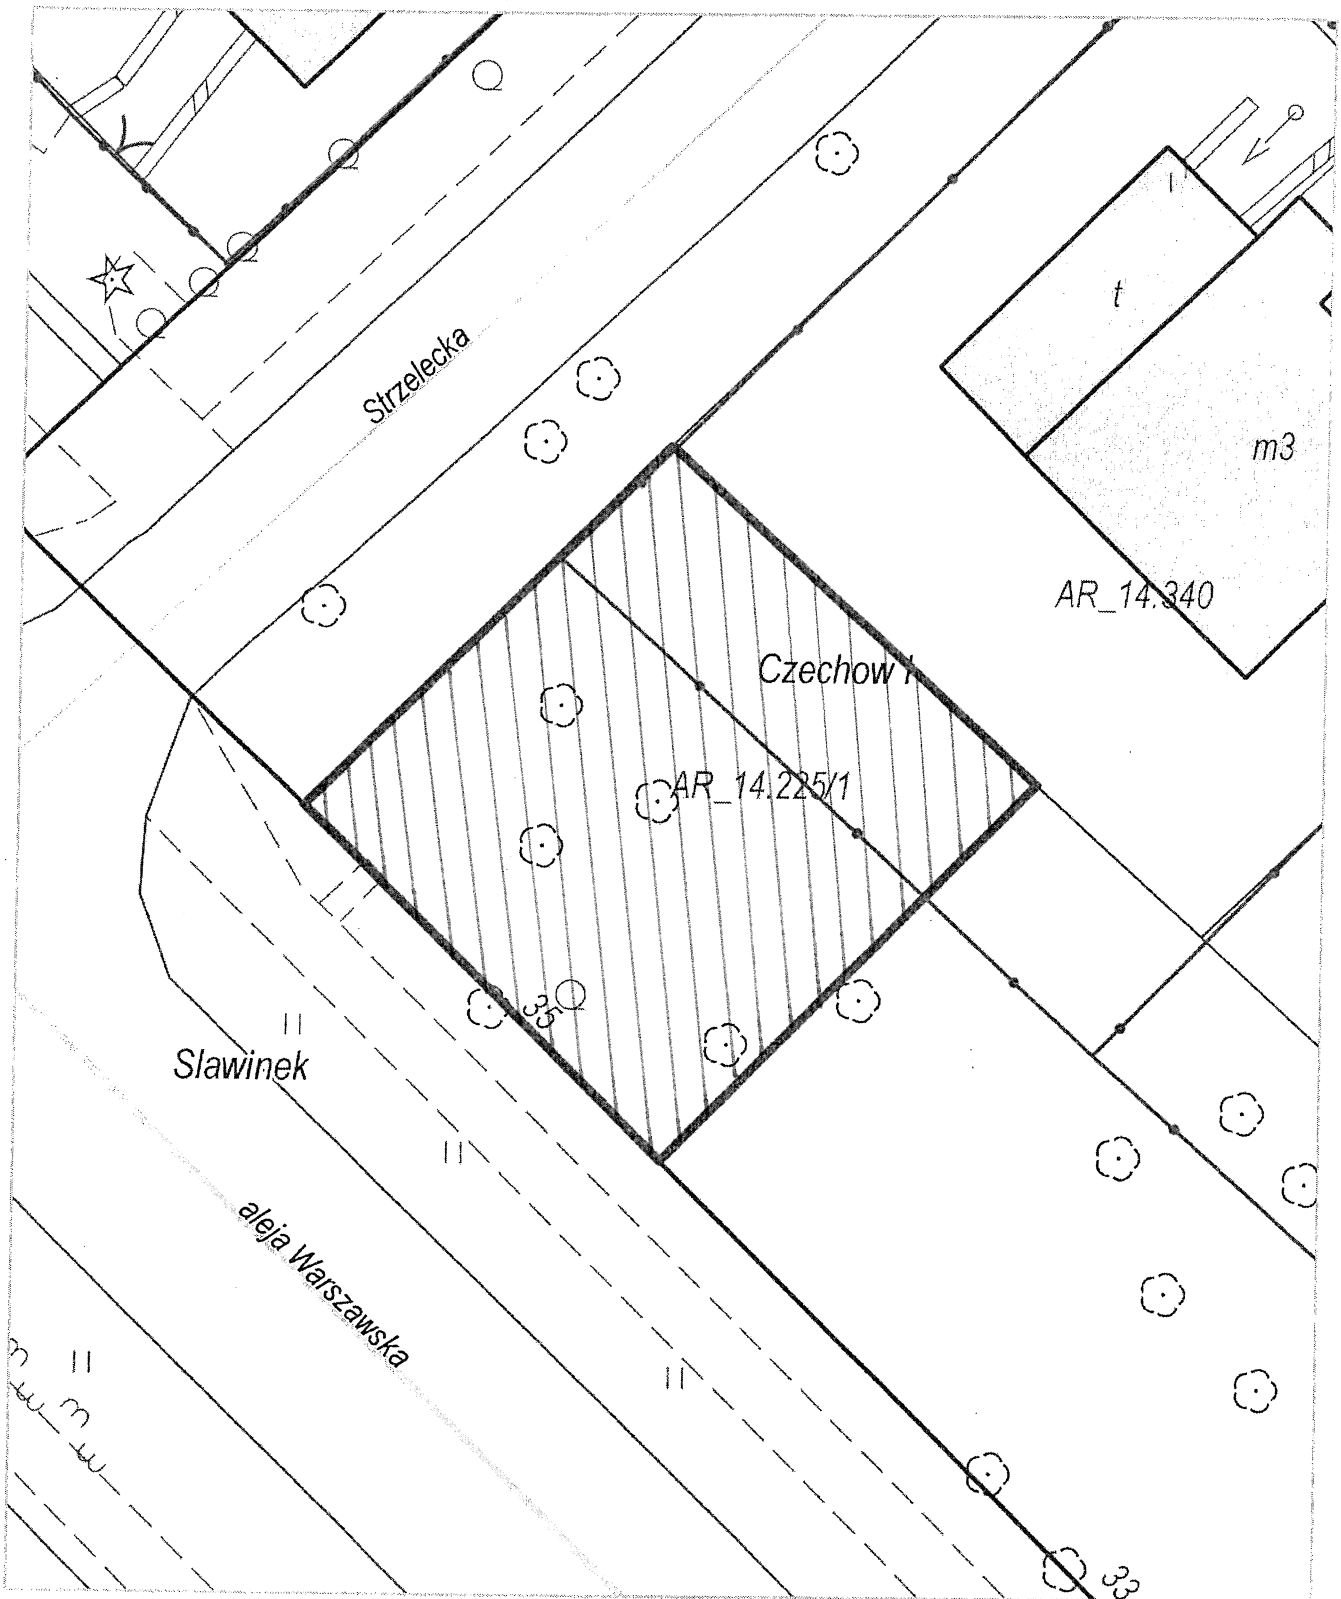 t
Strzelecka
m3
AR_14.340
Czechow I
AR_14.225/1
35
Slawinek
aleja Warszawska
33